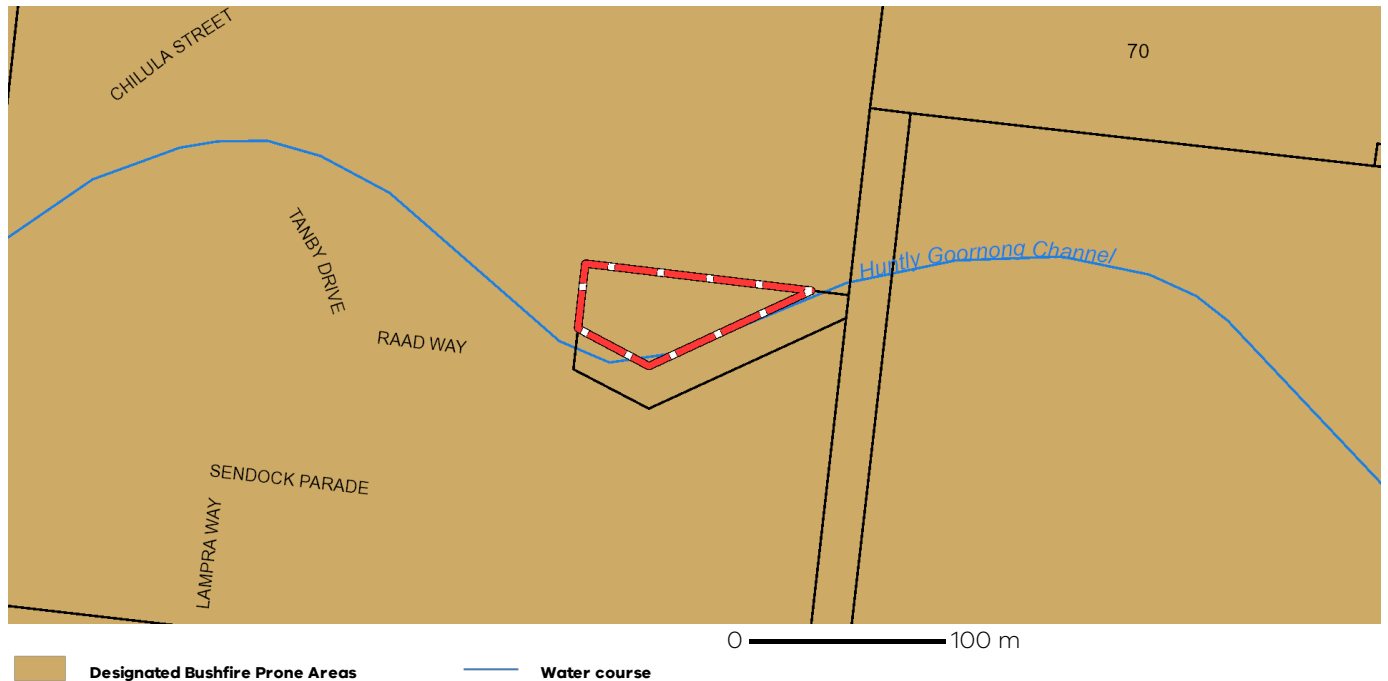 CHILULA STREET
70
TANBY DRIVE
Huntly Goornong Channel
RAAD WAY
SENDOCK PARADE
LAMPRA WAY
0 100 m
Designated Bushfire Prone Areas Water course